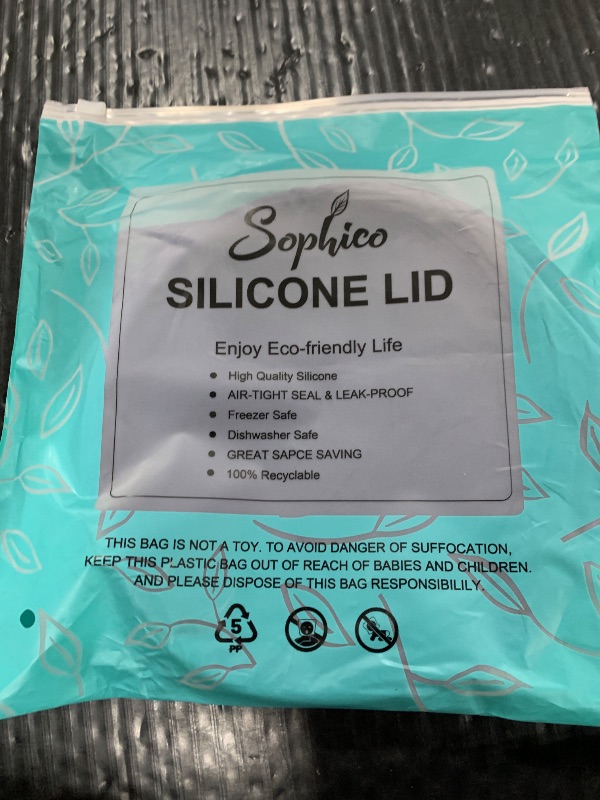 Sophico
SILICONE LID
Enjoy Eco-friendly Life
• High Quality Silicone
• AIR-TIGHT SEAL & LEAK-PROOF
• Freezer Safe
• Dishwasher Safe
• GREAT SAPCE SAVING
• 100% Recyclable
THIS BAG IS NOT A TOY. TO AVOID DANGER OF SUFFOCATION,
KEEP THIS PLASTIC BAG OUT OF REACH OF BABIES AND CHILDREN.
AND PLEASE DISPOSE OF THIS BAG RESPONSIBILILY.
5
PP